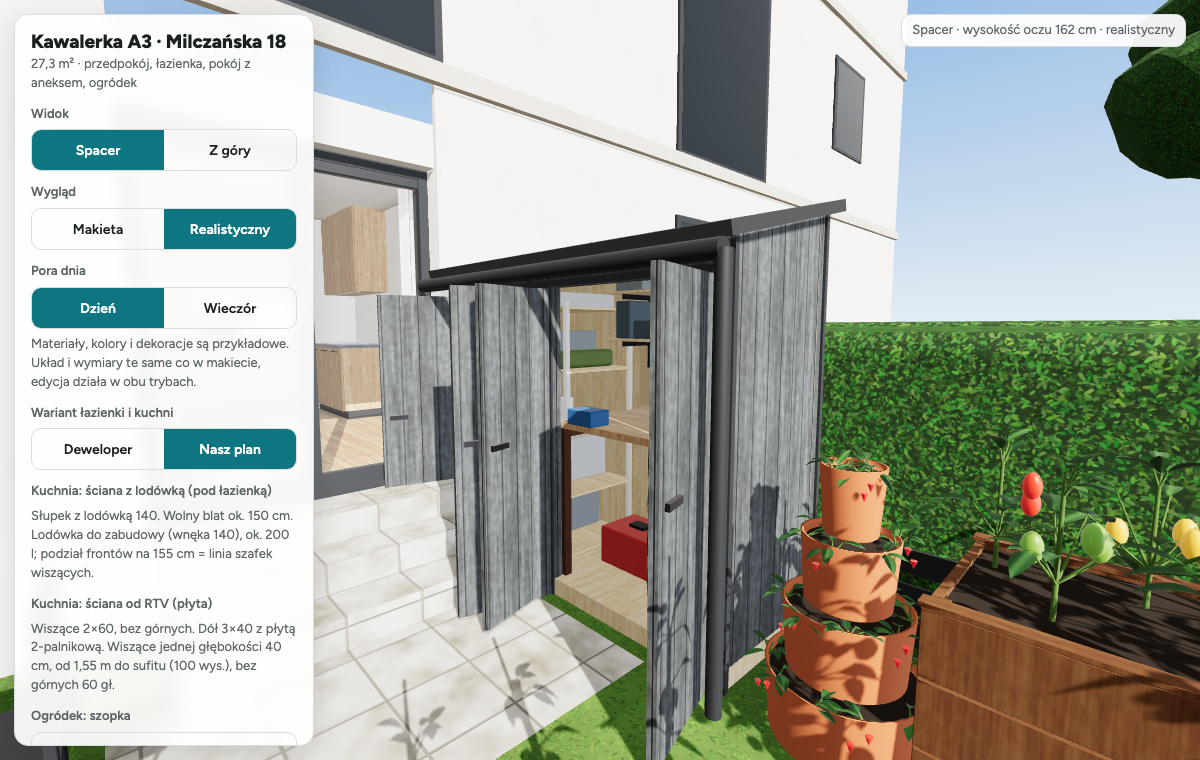 Kawalerka A3 · Milczańska 18
27,3 m² · przedpokój, łazienka, pokój z
aneksem, ogródek
Widok
Spacer
Z góry
Wygląd
Makieta
Realistyczny
Pora dnia
Dzień
Wieczór
Materiały, kolory i dekoracje są przykładowe.
Układ i wymiary te same co w makiecie,
edycja działa w obu trybach.
Wariant łazienki i kuchni
Deweloper
Nasz plan
Kuchnia: ściana z lodówką (pod łazienką)
Słupek z lodówką 140. Wolny blat ok. 150 cm.
Lodówka do zabudowy (wnęka 140), ok. 200
l; podział frontów na 155 cm = linia szafek
wiszących.
Kuchnia: ściana od RTV (płyta)
Wiszące 2×60, bez górnych. Dół 3×40 z płytą
2-palnikową. Wiszące jednej głębokości 40
cm, od 1,55 m do sufitu (100 wys.), bez
górnych 60 gł.
Ogródek: szopka
Spacer · wysokość oczu 162 cm · realistyczny